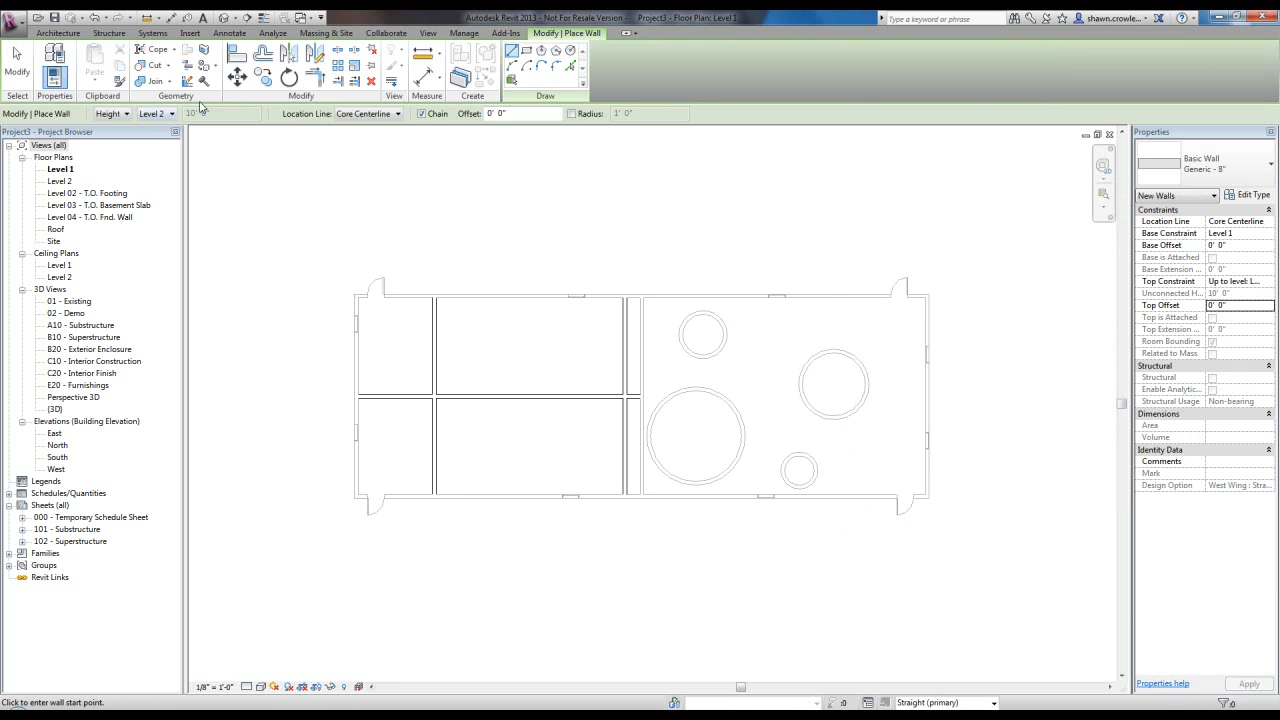 Autodesk Revit 2013 - Not For Resale Version - Project3 - Floor Plan: Level 1
Type a keyword or phrase
shawn.crowle...
Architecture Structure Systems Insert Annotate Analyze Massing & Site Collaborate View Manage Add-Ins Modify | Place Wall
Modify
Paste
Cope
Cut
Join
Select Properties Clipboard Geometry Modify View Measure Create Draw
Modify | Place Wall Height Level 2 Location Line: Core Centerline Chain Offset: 0' 0" Radius: 1' 0"
Project3 - Project Browser
Views (all)
Floor Plans
Level 1
Level 2
Level 02 - T.O. Footing
Level 03 - T.O. Basement Slab
Level 04 - T.O. Fnd. Wall
Roof
Site
Ceiling Plans
Level 1
Level 2
3D Views
01 - Existing
02 - Demo
A10 - Substructure
B10 - Superstructure
B20 - Exterior Enclosure
C10 - Interior Construction
C20 - Interior Finish
E20 - Furnishings
Perspective 3D
{3D}
Elevations (Building Elevation)
East
North
South
West
Legends
Schedules/Quantities
Sheets (all)
000 - Temporary Schedule Sheet
101 - Substructure
102 - Superstructure
Families
Groups
Revit Links
Properties
Basic Wall
Generic - 8"
New Walls Edit Type
Constraints
Location Line Core Centerline
Base Constraint Level 1
Base Offset 0' 0"
Base is Attached
Base Extension ... 0' 0"
Top Constraint Up to level: L...
Unconnected H... 10' 0"
Top Offset 0' 0"
Top is Attached
Top Extension ... 0' 0"
Room Bounding
Related to Mass
Structural
Structural
Enable Analytic...
Structural Usage Non-bearing
Dimensions
Area
Volume
Identity Data
Comments
Mark
Design Option West Wing : Stra...
Properties help Apply
1/8" = 1'-0"
Click to enter wall start point. :0 Straight (primary) :0